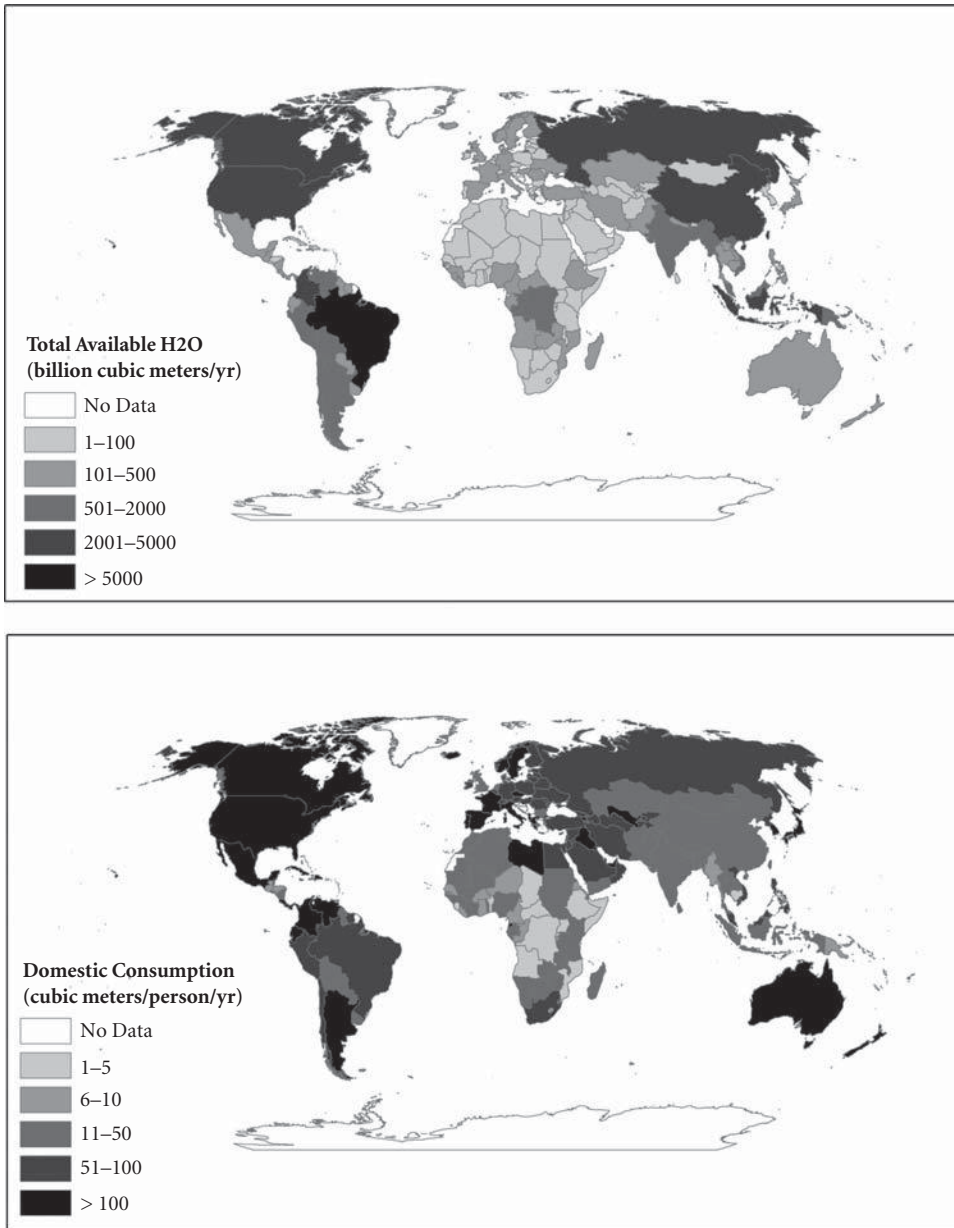 Total Available H2O
(billion cubic meters/yr)
No Data
1–100
101–500
501–2000
2001–5000
> 5000
Domestic Consumption
(cubic meters/person/yr)
No Data
1–5
6–10
11–50
51–100
> 100